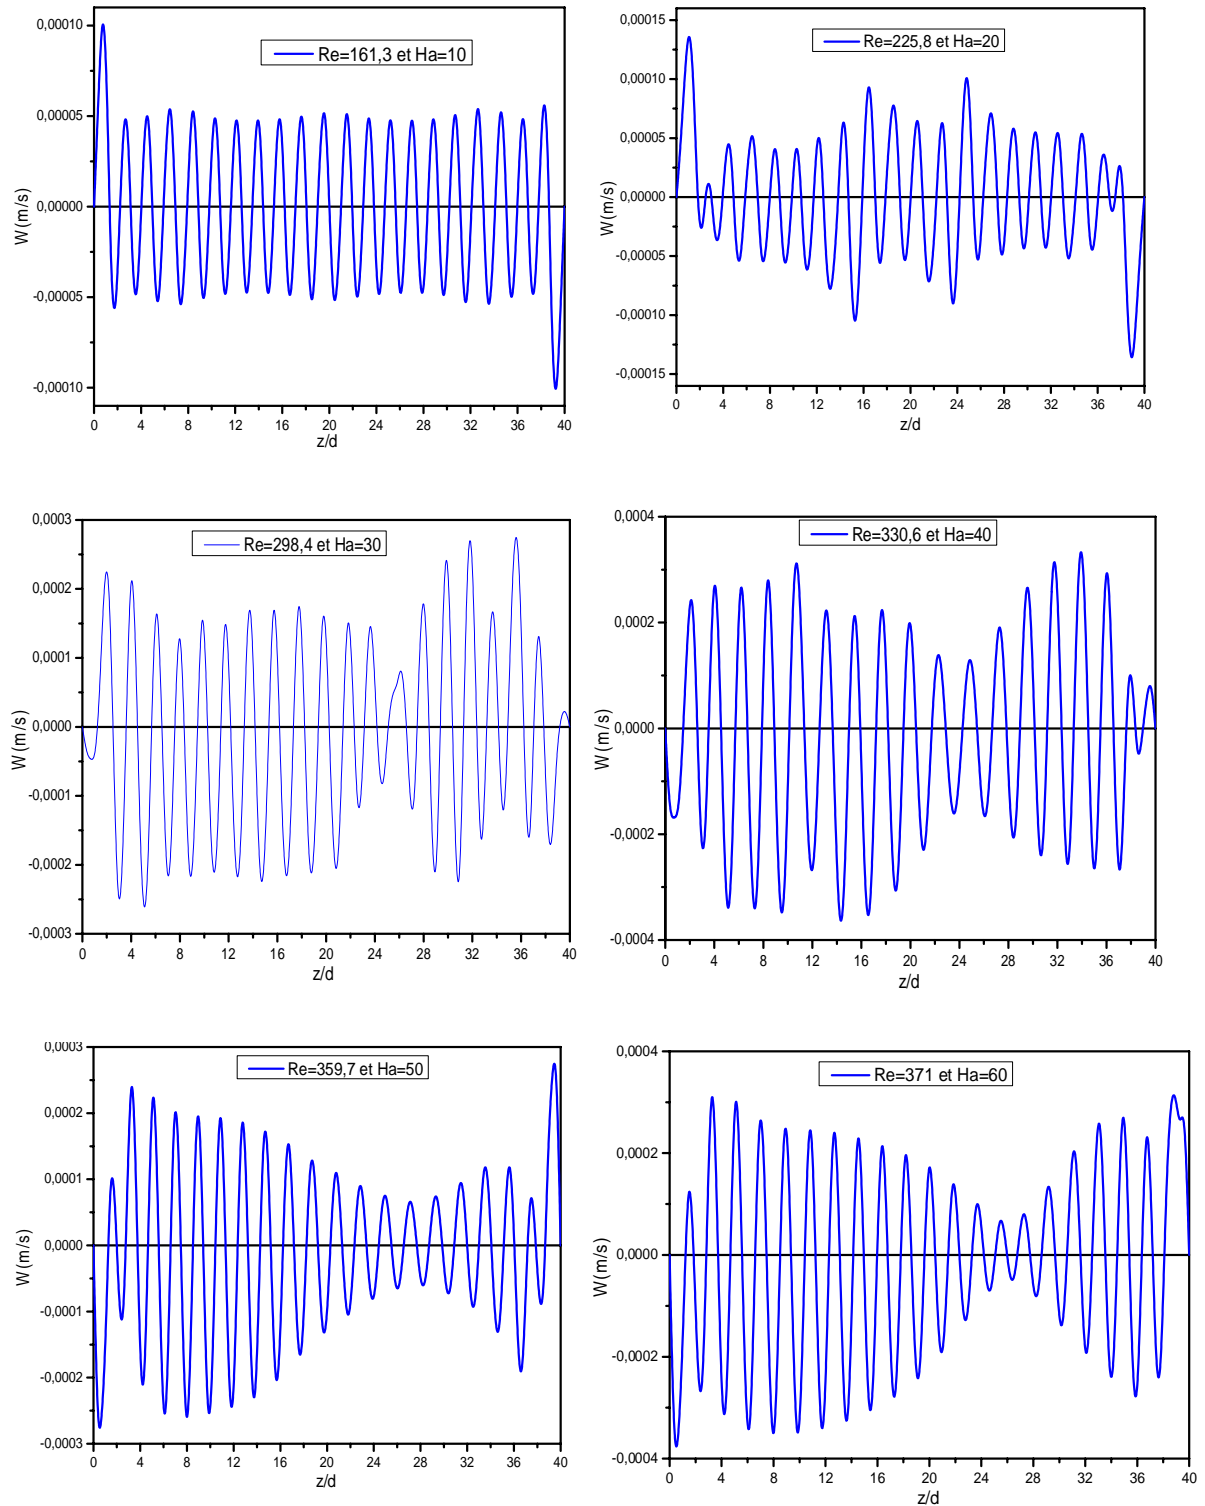 Re=161,3 et Ha=10
0,00010
0,00005
0,00000
-0,00005
-0,00010
W (m/s)
0 4 8 12 16 20 24 28 32 36 40
z/d
Re=225,8 et Ha=20
0,00015
0,00010
0,00005
0,00000
-0,00005
-0,00010
-0,00015
W (m/s)
0 4 8 12 16 20 24 28 32 36 40
z/d
Re=298,4 et Ha=30
0,0003
0,0002
0,0001
0,0000
-0,0001
-0,0002
-0,0003
W (m/s)
0 4 8 12 16 20 24 28 32 36 40
z/d
Re=330,6 et Ha=40
0,0004
0,0002
0,0000
-0,0002
-0,0004
W (m/s)
0 4 8 12 16 20 24 28 32 36 40
z/d
Re=359,7 et Ha=50
0,0003
0,0002
0,0001
0,0000
-0,0001
-0,0002
-0,0003
W (m/s)
0 4 8 12 16 20 24 28 32 36 40
z/d
Re=371 et Ha=60
0,0004
0,0002
0,0000
-0,0002
-0,0004
W (m/s)
0 4 8 12 16 20 24 28 32 36 40
z/d